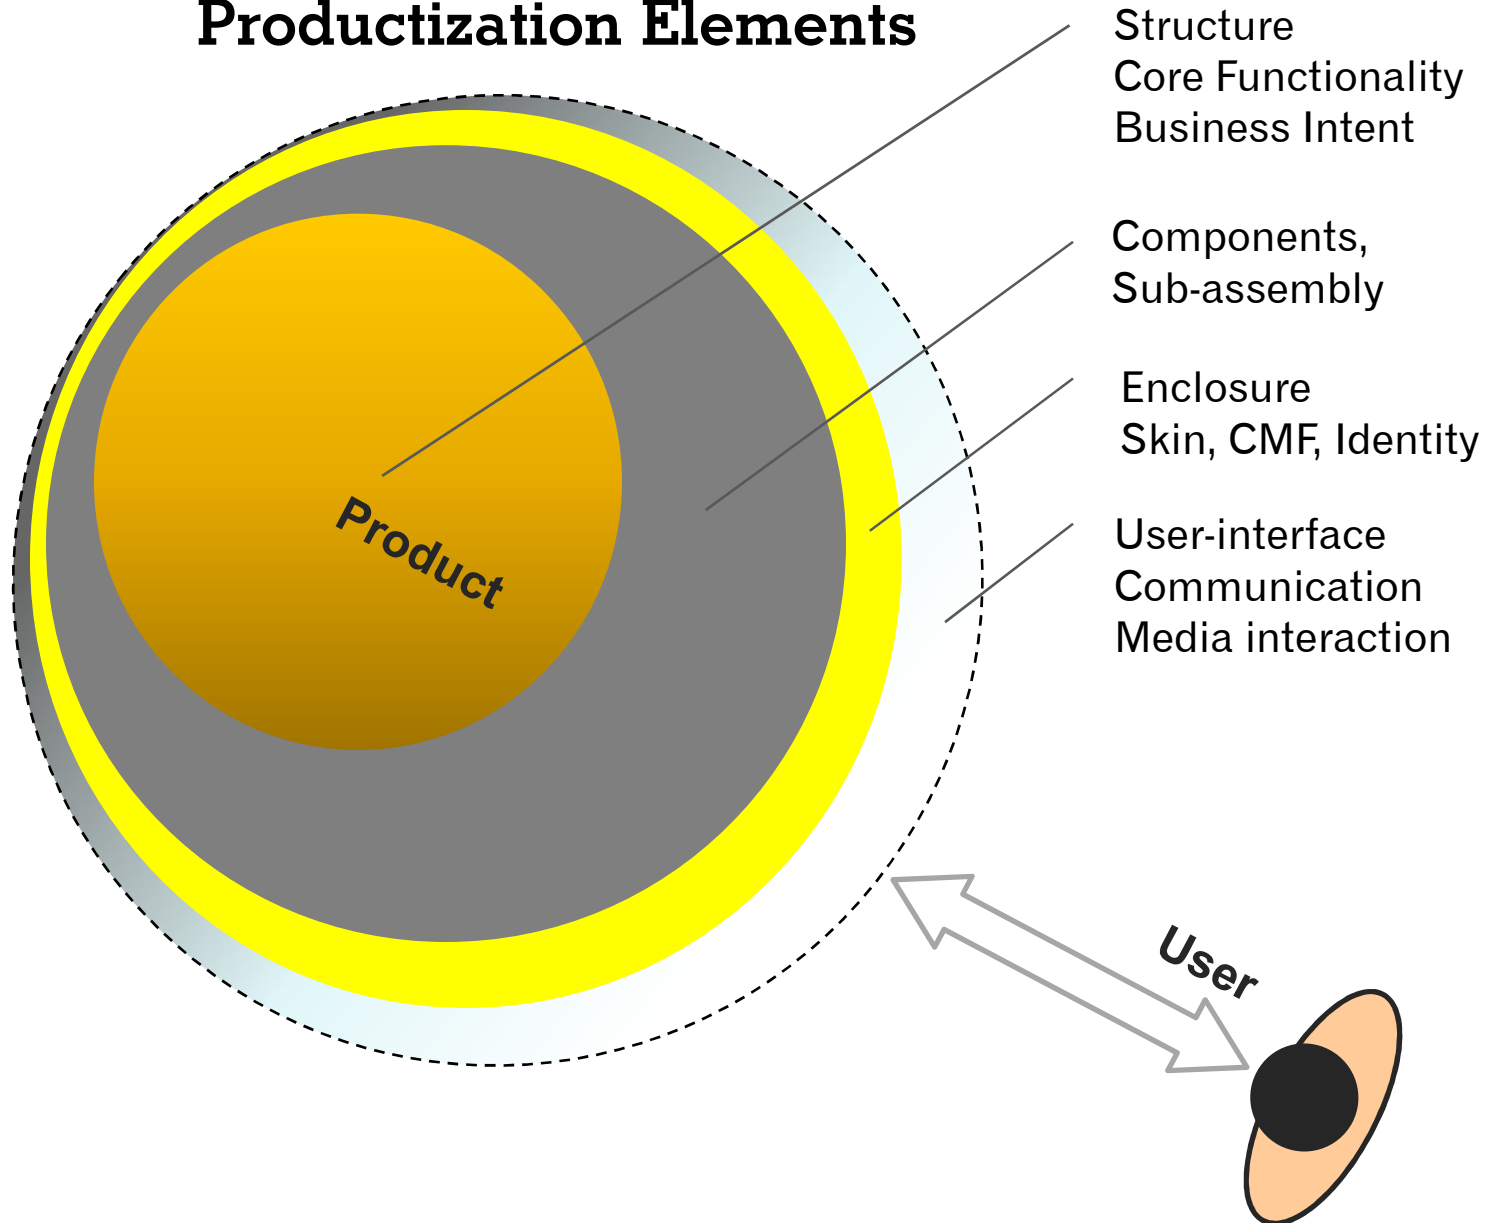 Productization Elements
Structure
Core Functionality
Business Intent
Components,
Sub-assembly
Enclosure
Skin, CMF, Identity
User-interface
Communication
Media interaction
Product
User